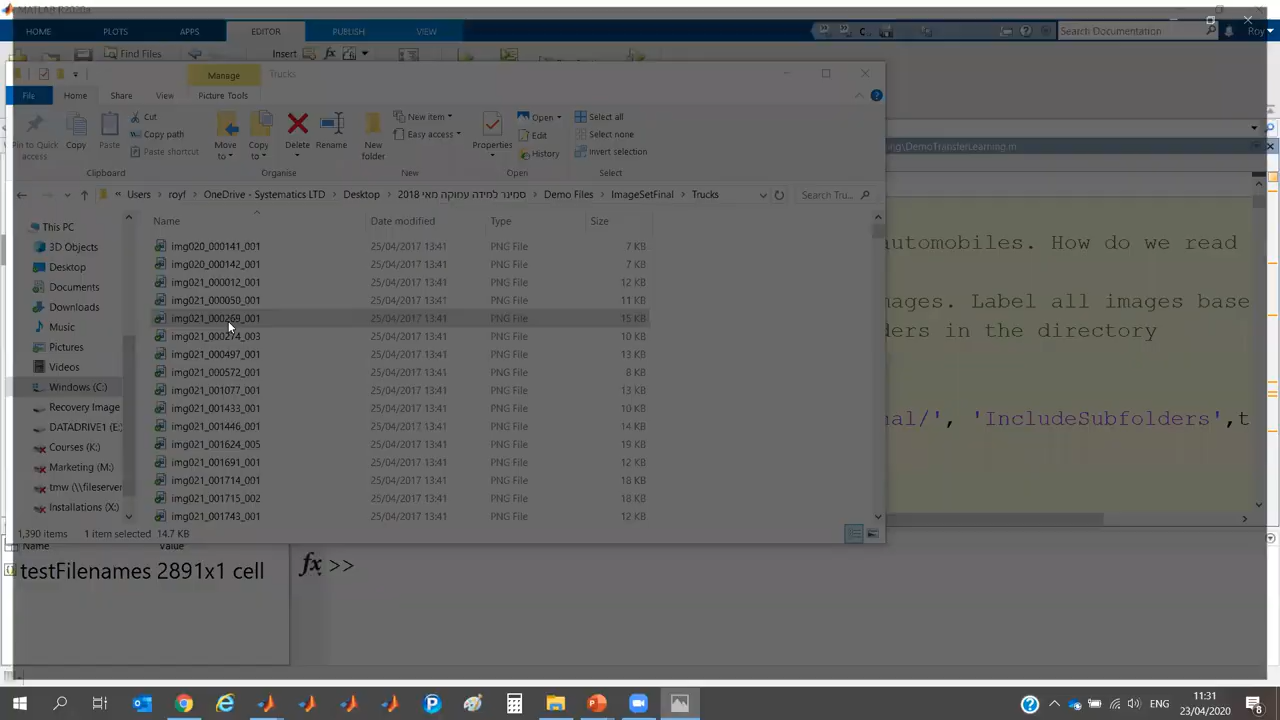 MATLAB R2020a
HOME PLOTS APPS EDITOR PUBLISH VIEW
Search Documentation Roy
Find Files Insert fx
Manage Trucks
File Home Share View Picture Tools
Pin to Quick access
Copy
Paste
Cut
Copy path
Paste shortcut
Move to
Copy to
Delete
Rename
New folder
New item
Easy access
Properties
Open
Edit
History
Select all
Select none
Invert selection
Clipboard Organise New Open Select
« Users > royf > OneDrive - Systematics LTD > Desktop > סמינר למידה עמוקה מאי 2018 > Demo Files > ImageSetFinal > Trucks
Search Tru...
\DemoTransferLearning.m
This PC
3D Objects
Desktop
Documents
Downloads
Music
Pictures
Videos
Windows (C:)
Recovery Image
DATADRIVE1 (E:
Courses (K:)
Marketing (M:)
tmw (\\fileserver
Installations (X:)
Name Date modified Type Size
img020_000141_001 25/04/2017 13:41 PNG File 7 KB
img020_000142_001 25/04/2017 13:41 PNG File 7 KB
img021_000012_001 25/04/2017 13:41 PNG File 12 KB
img021_000050_001 25/04/2017 13:41 PNG File 11 KB
img021_000269_001 25/04/2017 13:41 PNG File 15 KB
img021_000274_003 25/04/2017 13:41 PNG File 10 KB
img021_000497_001 25/04/2017 13:41 PNG File 13 KB
img021_000572_001 25/04/2017 13:41 PNG File 8 KB
img021_001077_001 25/04/2017 13:41 PNG File 13 KB
img021_001433_001 25/04/2017 13:41 PNG File 10 KB
img021_001446_001 25/04/2017 13:41 PNG File 14 KB
img021_001624_005 25/04/2017 13:41 PNG File 19 KB
img021_001691_001 25/04/2017 13:41 PNG File 12 KB
img021_001714_001 25/04/2017 13:41 PNG File 18 KB
img021_001715_002 25/04/2017 13:41 PNG File 18 KB
img021_001743_001 25/04/2017 13:41 PNG File 12 KB
1,390 items 1 item selected 14.7 KB
automobiles. How do we read
mages. Label all images base
ders in the directory
al/', 'IncludeSubfolders',t
Name Value
testFilenames 2891x1 cell
fx >>
ENG 11:31
23/04/2020 8